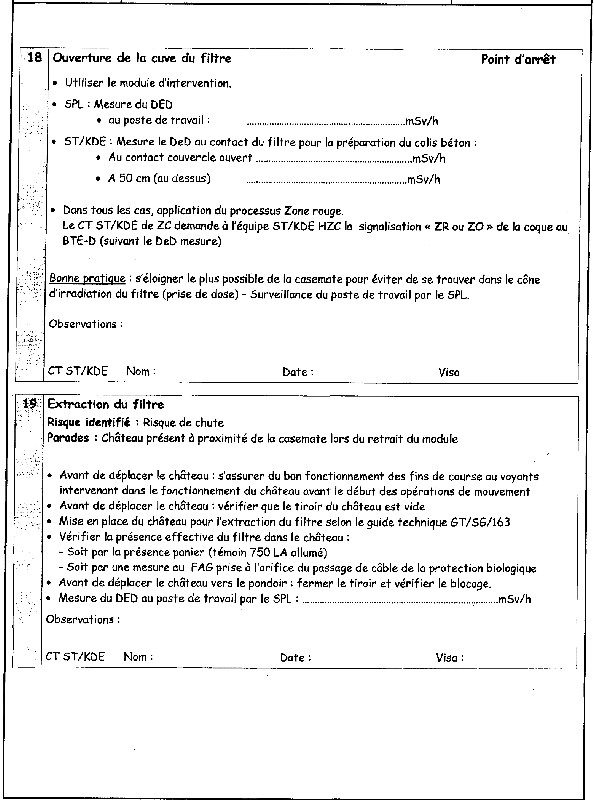 18 Ouverture de la cuve du filtre Point d'arrêt
• Utiliser le module d'intervention.
• SPL : Mesure du DED
• au poste de travail : ........mSv/h
• ST/KDE : Mesure le DeD au contact du filtre pour la préparation du colis béton :
• Au contact couvercle ouvert ........mSv/h
• A 50 cm (au dessus) ........mSv/h
• Dans tous les cas, application du processus Zone rouge.
Le CT ST/KDE de ZC demande à l'équipe ST/KDE HZC la signalisation « ZR ou ZO » de la coque au
BTE-D (suivant le DeD mesuré)
Bonne pratique : s'éloigner le plus possible de la casemate pour éviter de se trouver dans le cône
d'irradiation du filtre (prise de dose) – Surveillance du poste de travail par le SPL.
Observations :
CT ST/KDE Nom : Date : Visa
19 Extraction du filtre
Risque identifié : Risque de chute
Parades : Château présent à proximité de la casemate lors du retrait du module
• Avant de déplacer le château : s'assurer du bon fonctionnement des fins de course au voyants
intervenant dans le fonctionnement du château avant le début des opérations de mouvement
• Avant de déplacer le château : vérifier que le tiroir du château est vide
• Mise en place du château pour l'extraction du filtre selon le guide technique GT/SG/163
• Vérifier la présence effective du filtre dans le château :
- Soit par la présence panier (témoin 750 LA allumé)
- Soit par une mesure au FAG prise à l'orifice du passage de câble de la protection biologique
• Avant de déplacer le château vers le pondoir : fermer le tiroir et vérifier le blocage.
• Mesure du DED au poste de travail par le SPL : ........mSv/h
Observations :
CT ST/KDE Nom : Date : Visa :